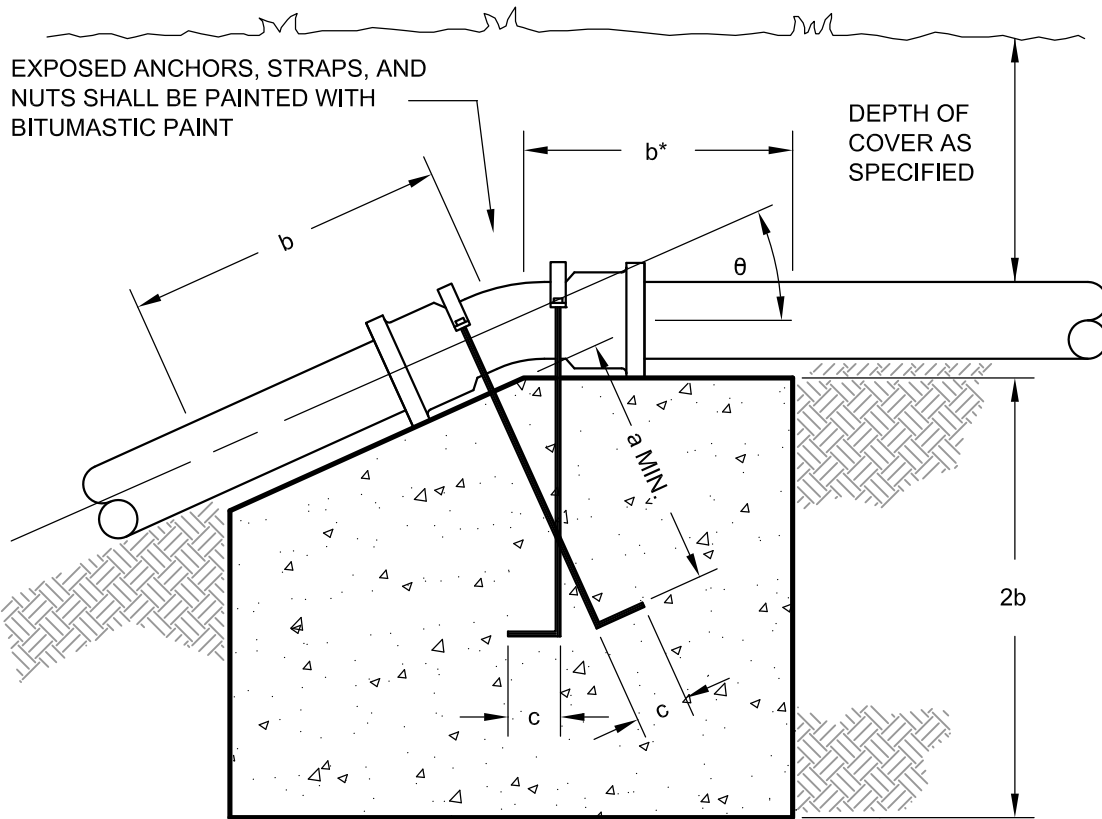 EXPOSED ANCHORS, STRAPS, AND
NUTS SHALL BE PAINTED WITH
BITUMASTIC PAINT
DEPTH OF
COVER AS
SPECIFIED
b*
b
θ
a MIN.
2b
c
c